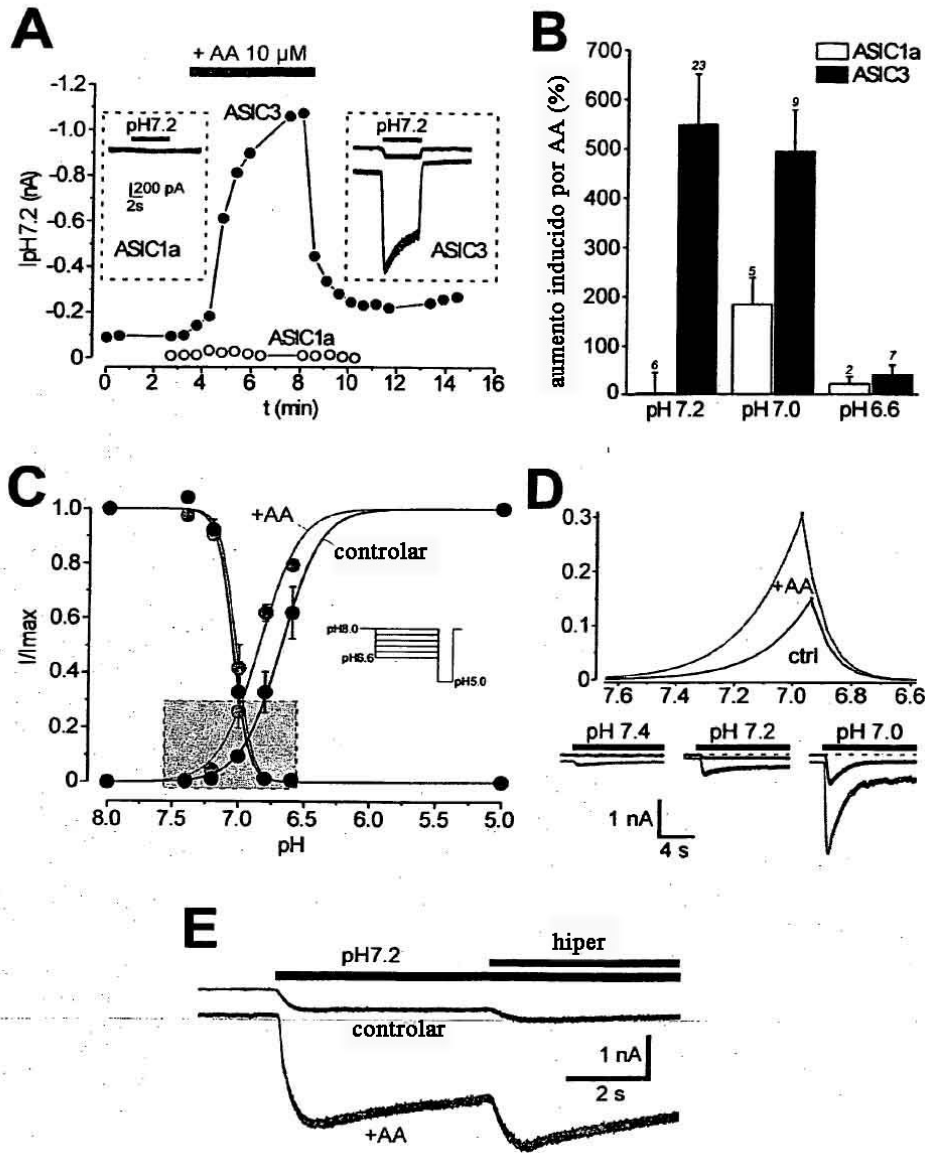 A
+ AA 10 µM
-1.2
-1.0
-0.8
-0.6
-0.4
-0.2
0
IpH7.2 (nA)
ASIC3
pH7.2
200 pA
2s
ASIC1a
pH7.2
ASIC3
ASIC1a
0 2 4 6 8 10 12 14 16
t (min)
B
700
600
500
400
300
200
100
0
aumento inducido por AA (%)
ASIC1a
ASIC3
6
23
5
9
2
7
pH 7.2 pH 7.0 pH 6.6
C
1.0
0.8
0.6
0.4
0.2
0
I/Imax
+AA
controlar
pH8.0
pH6.6
pH5.0
8.0 7.0 6.5 6.0 5.5 5.0
pH
D
0.3
0.2
0.1
0
+AA
ctrl
7.6 7.4 7.2 7.0 6.8 6.6
pH 7.4 pH 7.2 pH 7.0
1 nA
4 s
E
hiper
pH7.2
controlar
1 nA
2 s
+AA